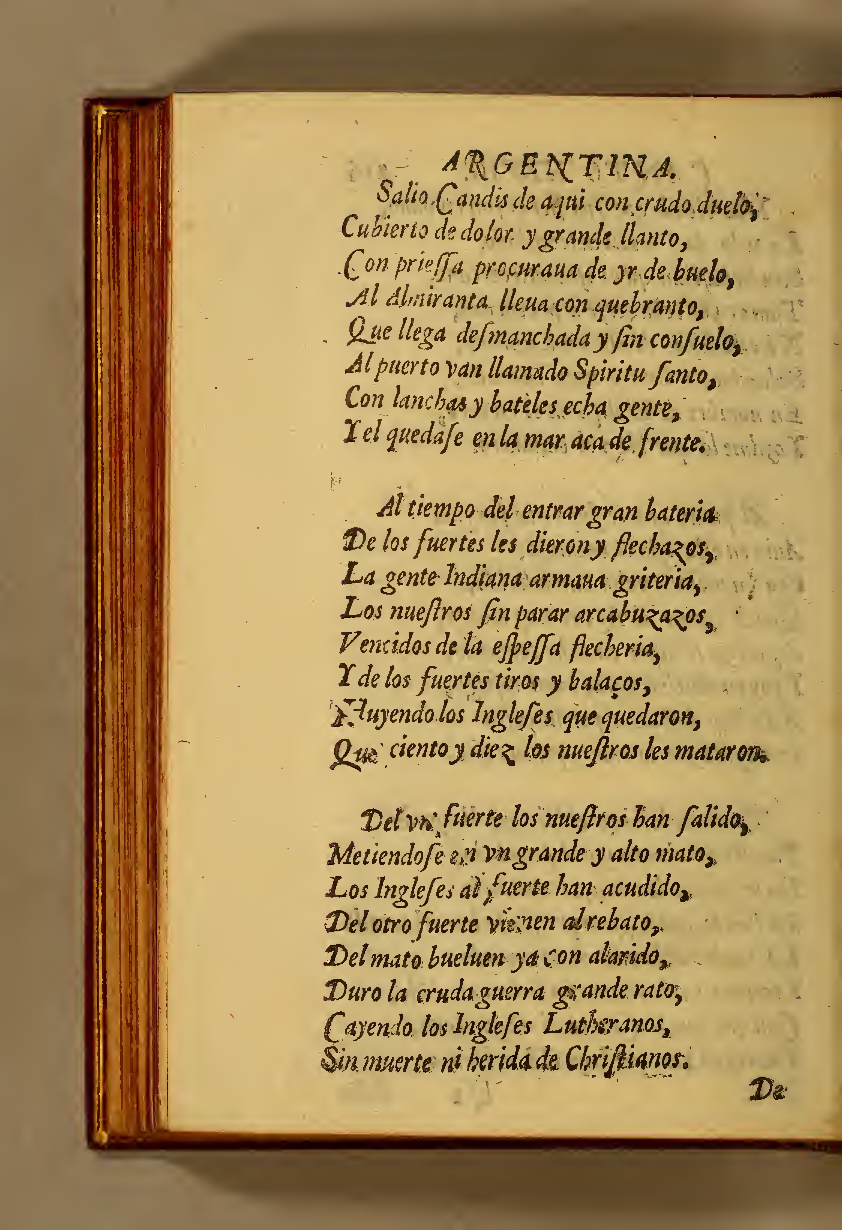 ARGENTINA.
Salio Candis de aqui con crudo duelo,
Cubierto de dolor y grande llanto,
Con prieſſa procuraua de yr de buelo,
Al Almiranta lleua con quebranto,
Que llega deſmanchada y ſin conſuelo,
Al puerto van llamado Spiritu ſanto,
Con lanchas y bateles echa gente,
Y el quedaſe en la mar acà de frente.
Al tiempo del entrar gran bateria
De los fuertes les dieron y flechazos,
La gente Indiana armaua griteria,
Los nueſtros ſin parar arcabuzazos,
Vencidos de la eſpeſſa flecheria,
Y de los fuertes tiros y balaços,
Huyendo los Ingleſes que quedaron,
Que ciento y diez los nueſtros les mataron.
Del vn fuerte los nueſtros han ſalido,
Metiendoſe en vn grande y alto mato,
Los Ingleſes al fuerte han acudido,
Del otro fuerte vienen al rebato,
Del mato bueluen ya con alarido,
Duro la cruda guerra grande rato,
Cayendo los Ingleſes Lutheranos,
Sin muerte ni herida de Chriſtianos.
De